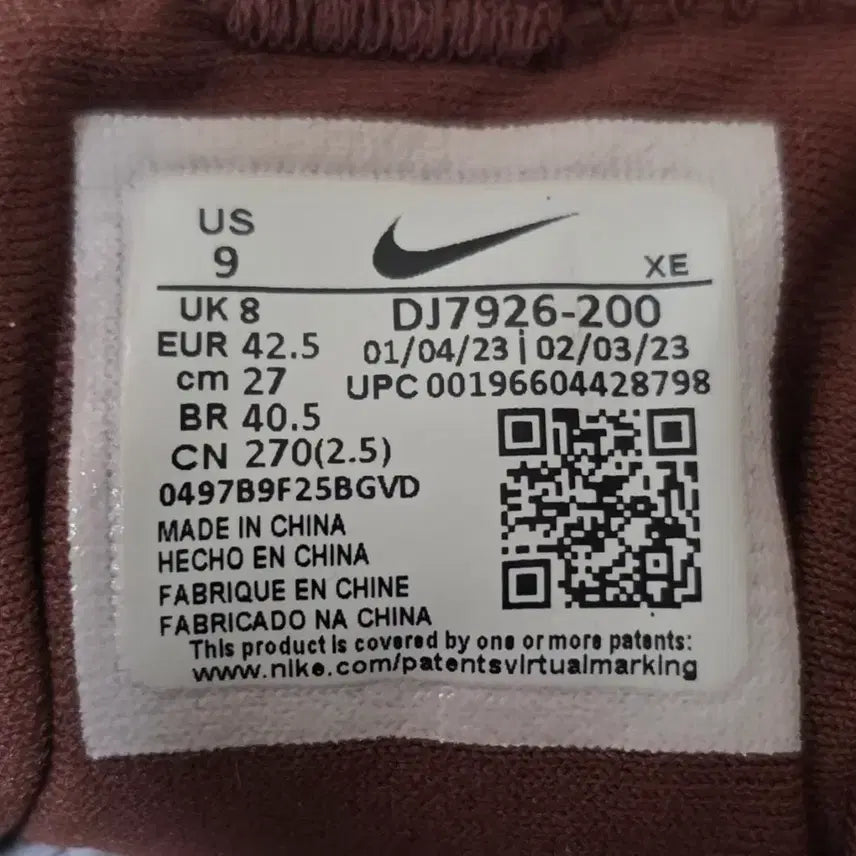 US
9
XE
UK 8
DJ7926-200
EUR 42.5
01/04/23 | 02/03/23
cm 27
UPC 00196604428798
BR 40.5
CN 270(2.5)
0497B9F25BGVD
MADE IN CHINA
HECHO EN CHINA
FABRIQUE EN CHINE
FABRICADO NA CHINA
This product is covered by one or more patents:
www.nike.com/patentsvirtualmarking